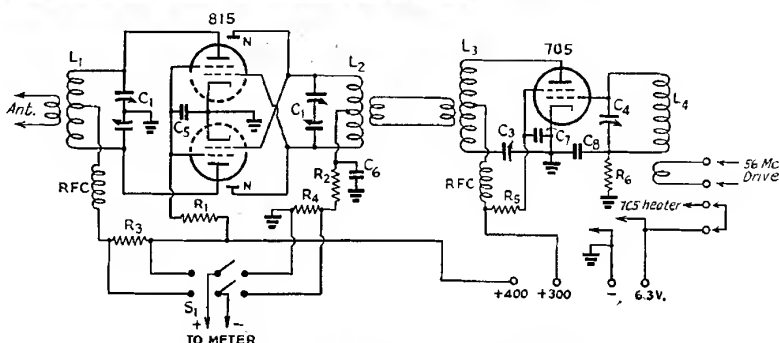 815
705
L1
L2
L3
L4
N
N
Ant.
C1
C5
C1
C3
C7
C8
C4
RFC
R1
R2
R3
R4
C6
RFC
R5
R6
56 Mc
Drive
7C5 heater
S1
+ -
TO METER
+400
+300
-,
6.3V.